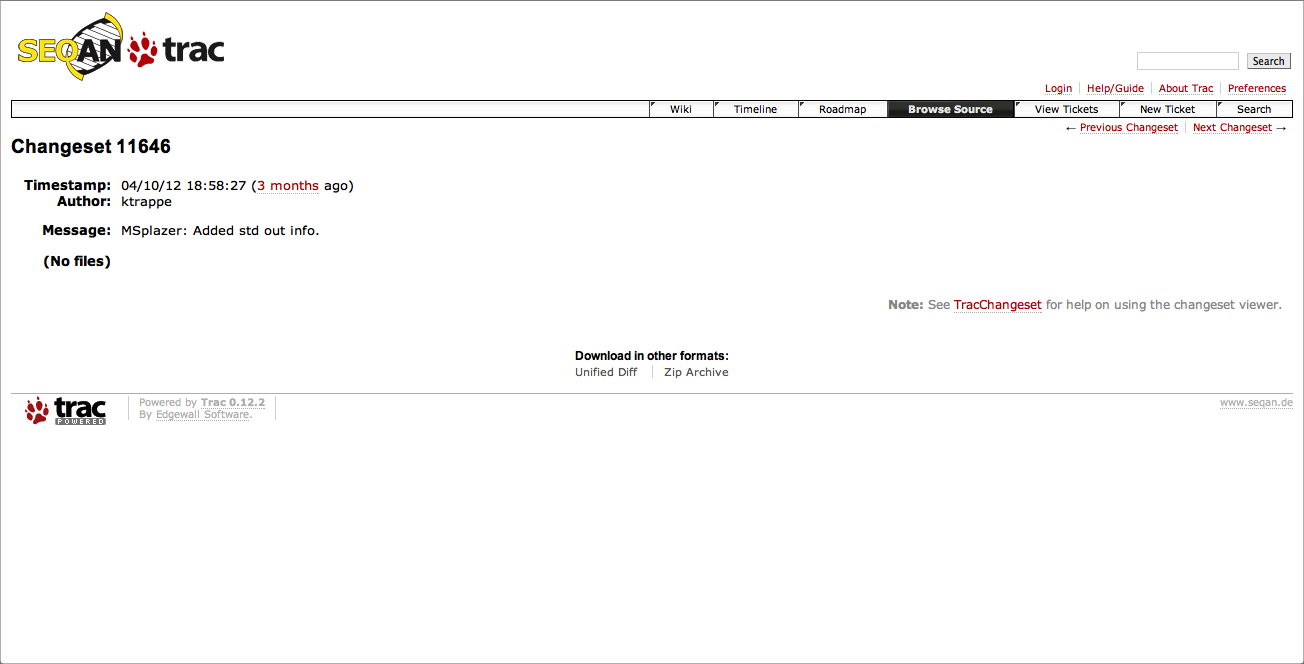 SEQAN trac
Search
Login Help/Guide About Trac Preferences
Wiki Timeline Roadmap Browse Source View Tickets New Ticket Search
← Previous Changeset Next Changeset →
Changeset 11646
Timestamp: 04/10/12 18:58:27 (3 months ago)
Author: ktrappe
Message: MSplazer: Added std out info.
(No files)
Note: See TracChangeset for help on using the changeset viewer.
Download in other formats:
Unified Diff Zip Archive
trac POWERED
Powered by Trac 0.12.2
By Edgewall Software.
www.seqan.de